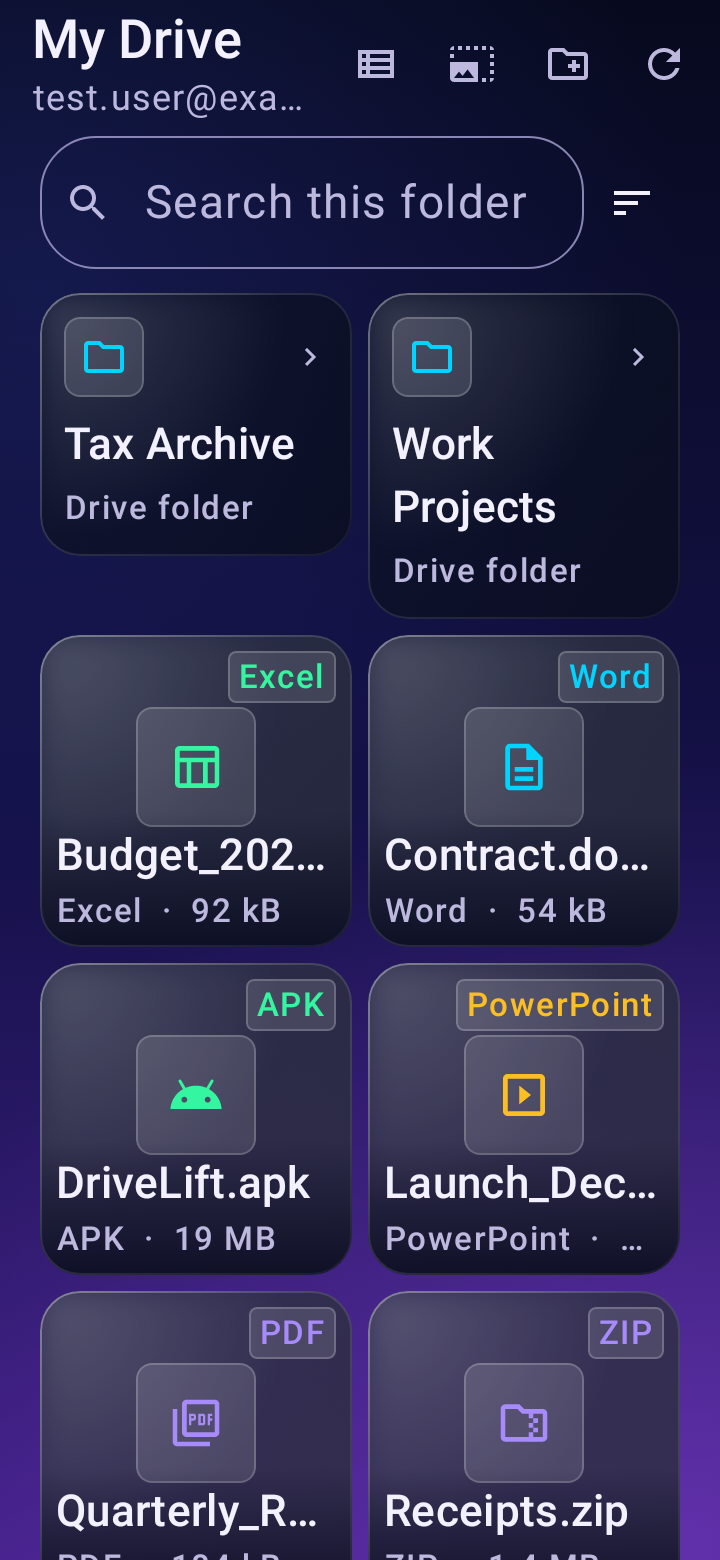 My Drive
test.user@exa…
Search this folder
Tax Archive
Drive folder
Work
Projects
Drive folder
Excel
Budget_202…
Excel · 92 kB
Word
Contract.do…
Word · 54 kB
APK
DriveLift.apk
APK · 19 MB
PowerPoint
Launch_Dec…
PowerPoint · …
PDF
PDF
Quarterly_R…
ZIP
Receipts.zip